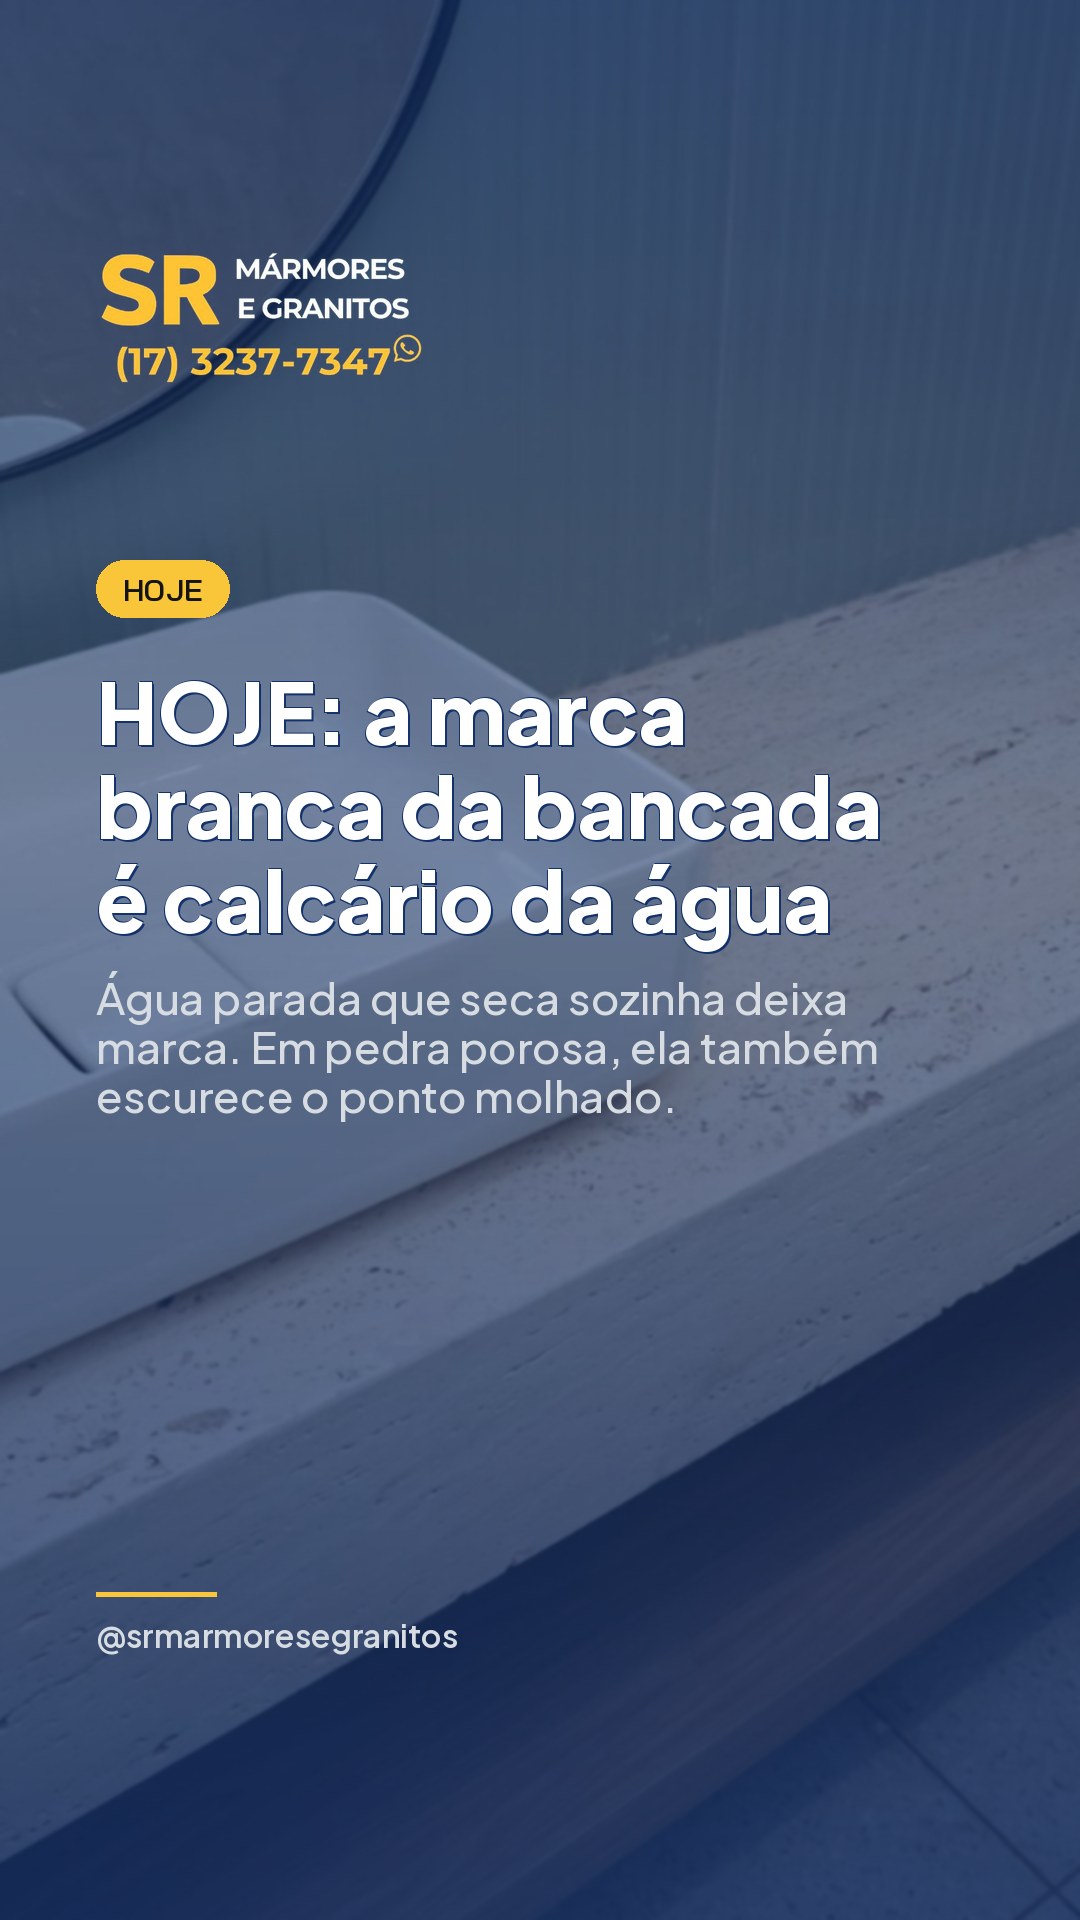 SR MÁRMORES
E GRANITOS
(17) 3237-7347
HOJE
HOJE: a marca
branca da bancada
é calcário da água
Água parada que seca sozinha deixa
marca. Em pedra porosa, ela também
escurece o ponto molhado.
@srmarmoresegranitos